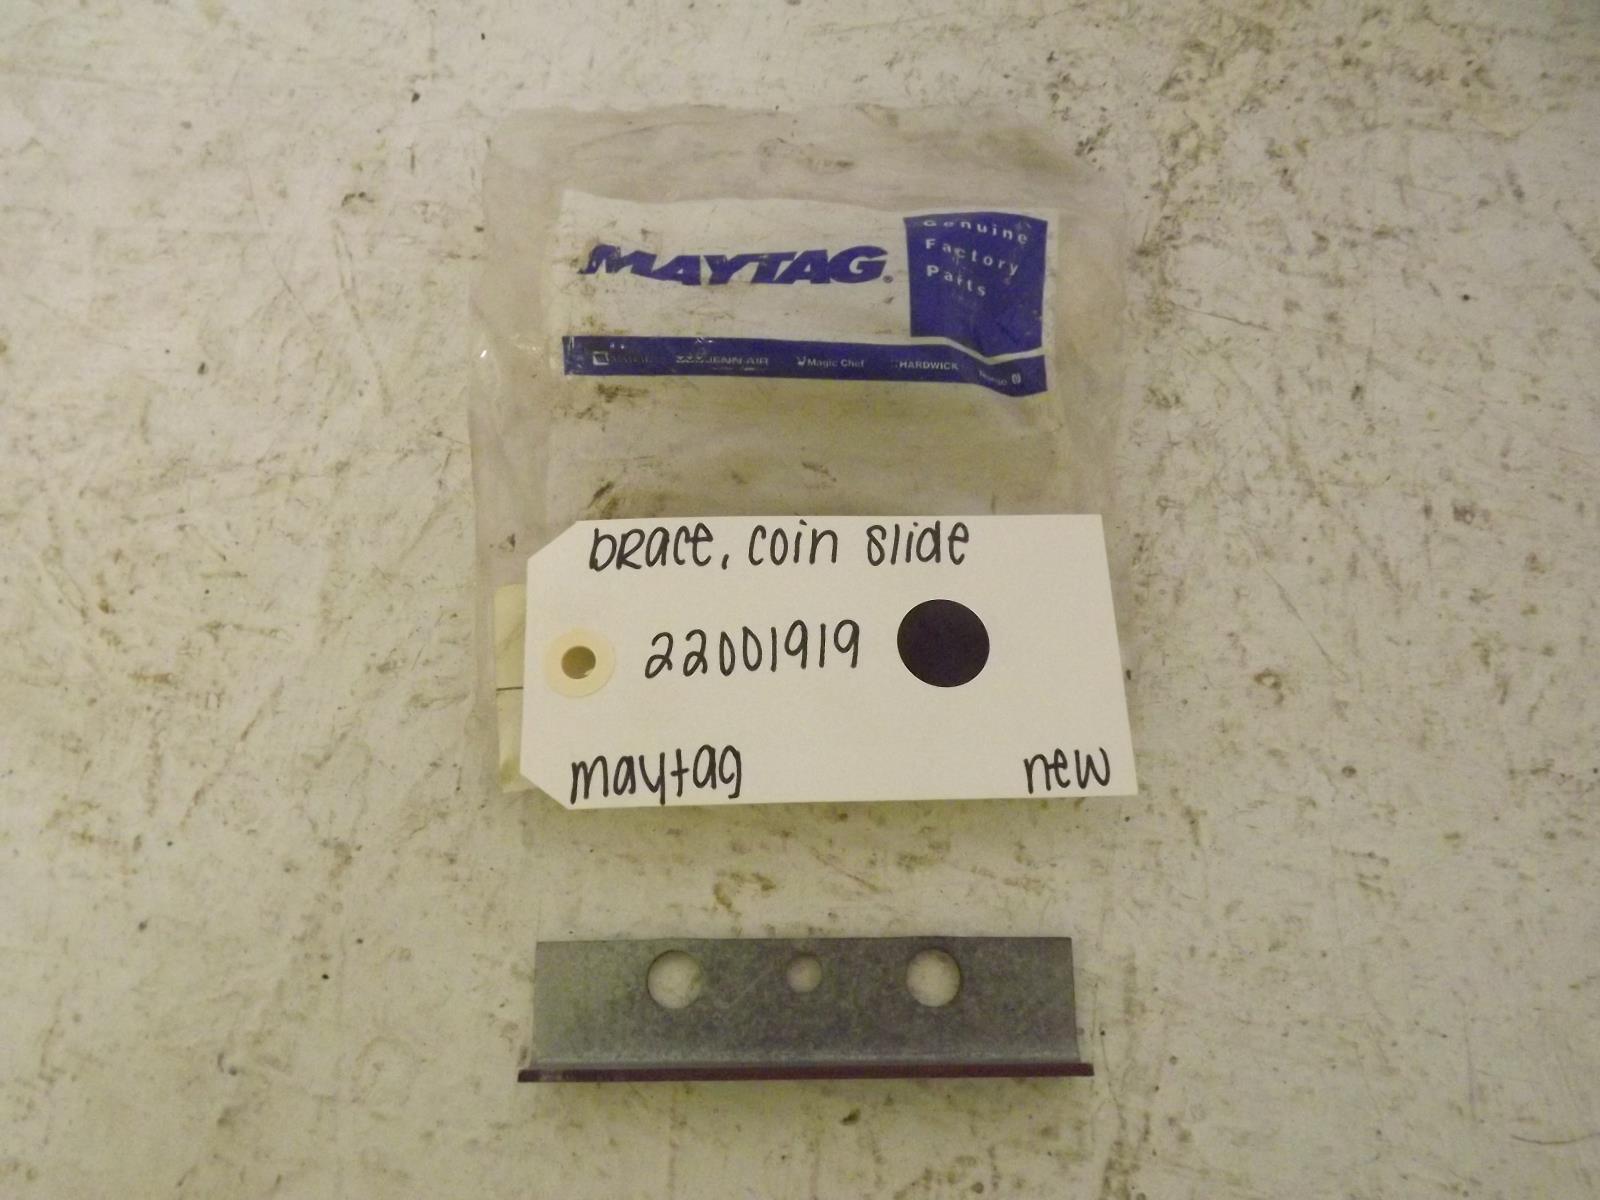 MAYTAG
Genuine
Factory
Parts
JENN-AIR Magic Chef HARDWICK
brace, coin slide
22001919
maytag new